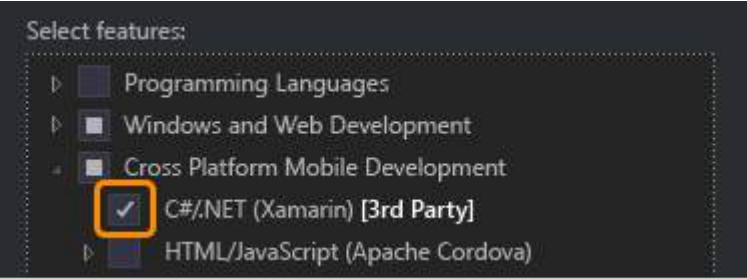 Select features:
Programming Languages
Windows and Web Development
Cross Platform Mobile Development
C#/.NET (Xamarin) [3rd Party]
HTML/JavaScript (Apache Cordova)